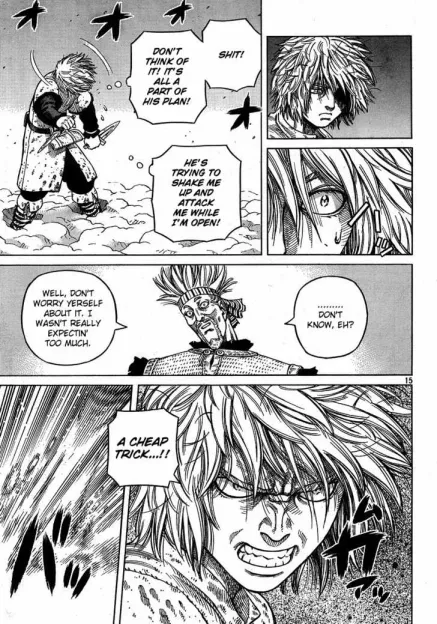 SHIT!
DON'T
THINK OF
IT! IT'S
ALL A
PART OF
HIS PLAN!
HE'S
TRYING TO
SHAKE ME
UP AND
ATTACK
ME WHILE
I'M OPEN!
.........
DON'T
KNOW, EH?
WELL, DON'T
WORRY YERSELF
ABOUT IT. I
WASN'T REALLY
EXPECTIN'
TOO MUCH.
15
A CHEAP
TRICK...!!